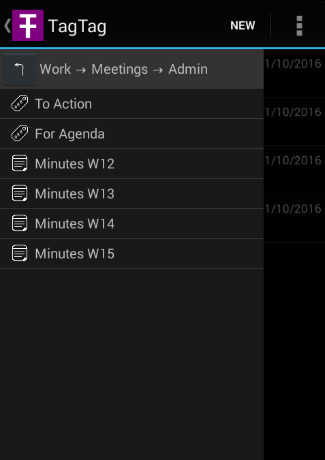 TagTag NEW
Work → Meetings → Admin 1/10/2016
To Action
1/10/2016
For Agenda
Minutes W12 1/10/2016
Minutes W13
Minutes W14 1/10/2016
Minutes W15